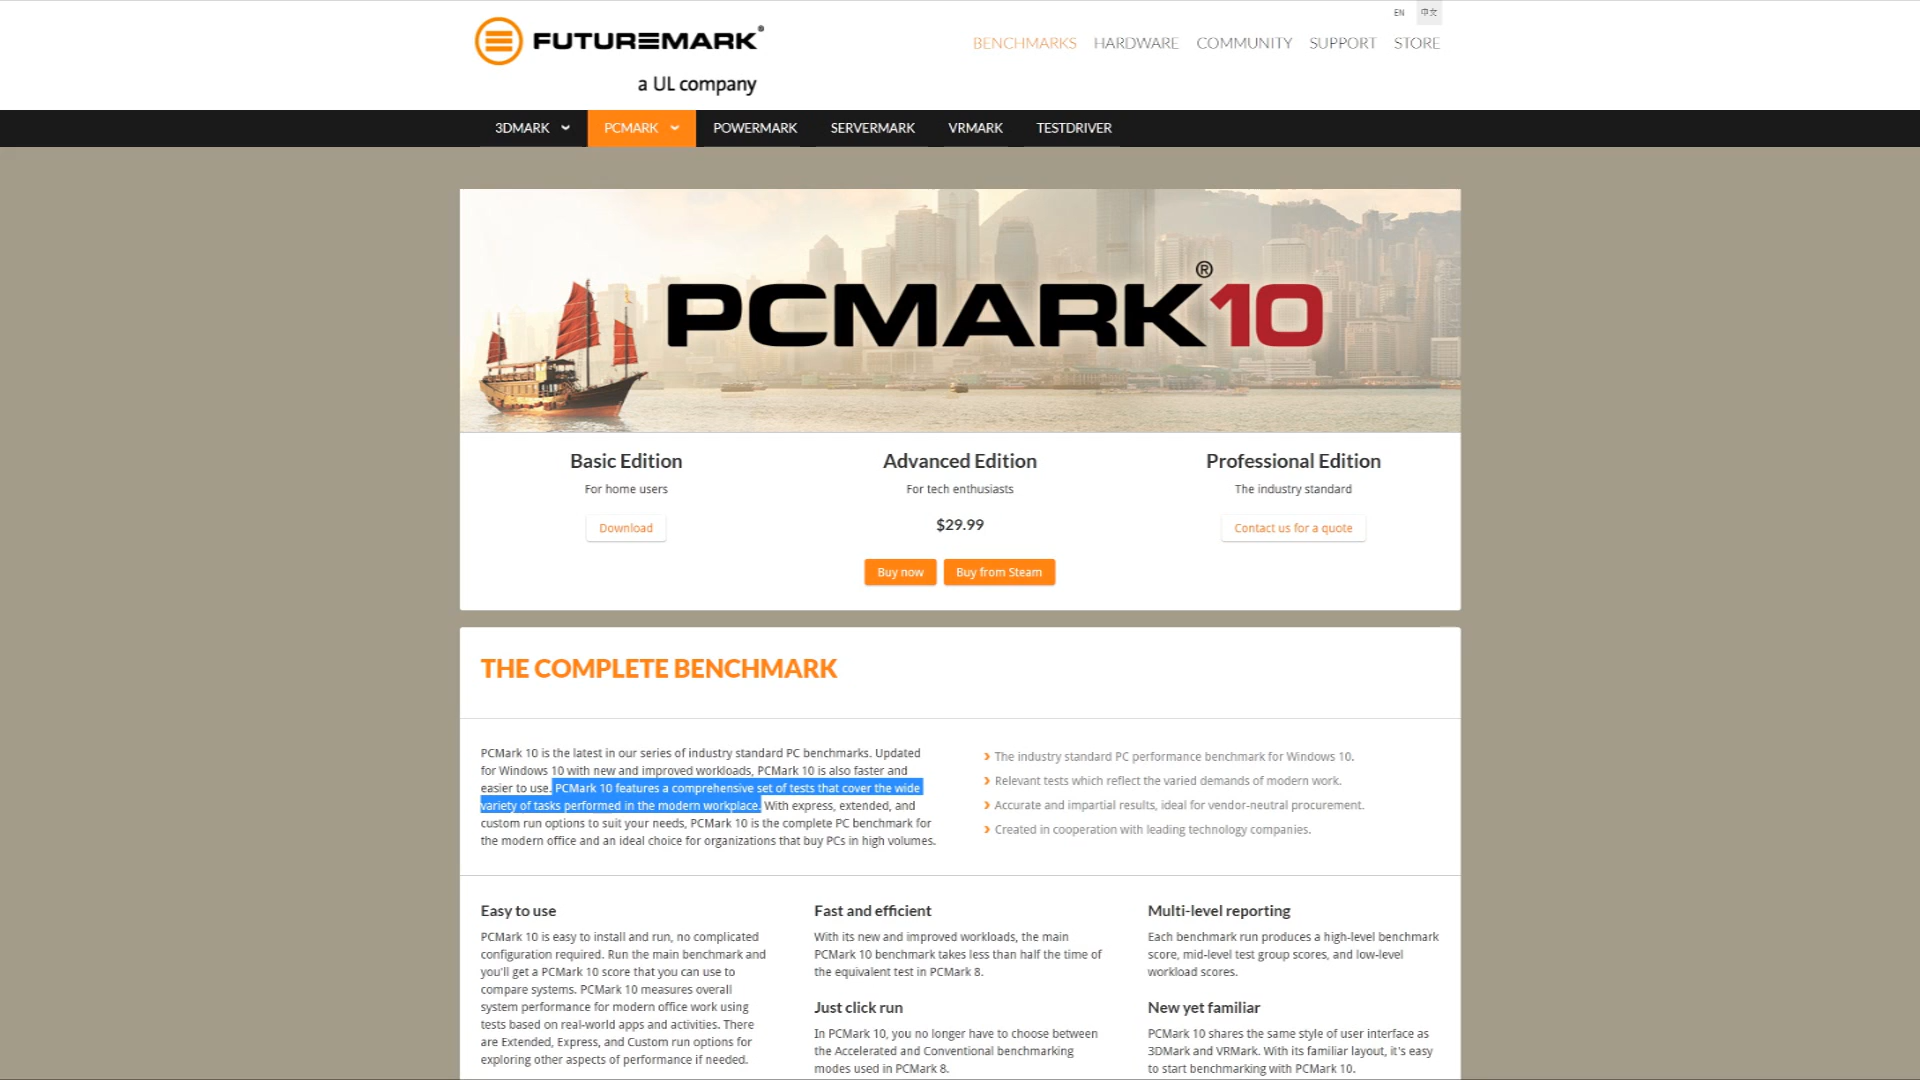 EN 中文
FUTUREMARK®
a UL company
BENCHMARKS HARDWARE COMMUNITY SUPPORT STORE
3DMARK PCMARK POWERMARK SERVERMARK VRMARK TESTDRIVER
PCMARK®10
Basic Edition
For home users
Download
Advanced Edition
For tech enthusiasts
$29.99
Buy now Buy from Steam
Professional Edition
The industry standard
Contact us for a quote
THE COMPLETE BENCHMARK
PCMark 10 is the latest in our series of industry standard PC benchmarks. Updated
for Windows 10 with new and improved workloads, PCMark 10 is also faster and
easier to use. PCMark 10 features a comprehensive set of tests that cover the wide
variety of tasks performed in the modern workplace. With express, extended, and
custom run options to suit your needs, PCMark 10 is the complete PC benchmark for
the modern office and an ideal choice for organizations that buy PCs in high volumes.
The industry standard PC performance benchmark for Windows 10.
Relevant tests which reflect the varied demands of modern work.
Accurate and impartial results, ideal for vendor-neutral procurement.
Created in cooperation with leading technology companies.
Easy to use
PCMark 10 is easy to install and run, no complicated
configuration required. Run the main benchmark and
you'll get a PCMark 10 score that you can use to
compare systems. PCMark 10 measures overall
system performance for modern office work using
tests based on real-world apps and activities. There
are Extended, Express, and Custom run options for
exploring other aspects of performance if needed.
Fast and efficient
With its new and improved workloads, the main
PCMark 10 benchmark takes less than half the time of
the equivalent test in PCMark 8.
Just click run
In PCMark 10, you no longer have to choose between
the Accelerated and Conventional benchmarking
modes used in PCMark 8.
Multi-level reporting
Each benchmark run produces a high-level benchmark
score, mid-level test group scores, and low-level
workload scores.
New yet familiar
PCMark 10 shares the same style of user interface as
3DMark and VRMark. With its familiar layout, it's easy
to start benchmarking with PCMark 10.